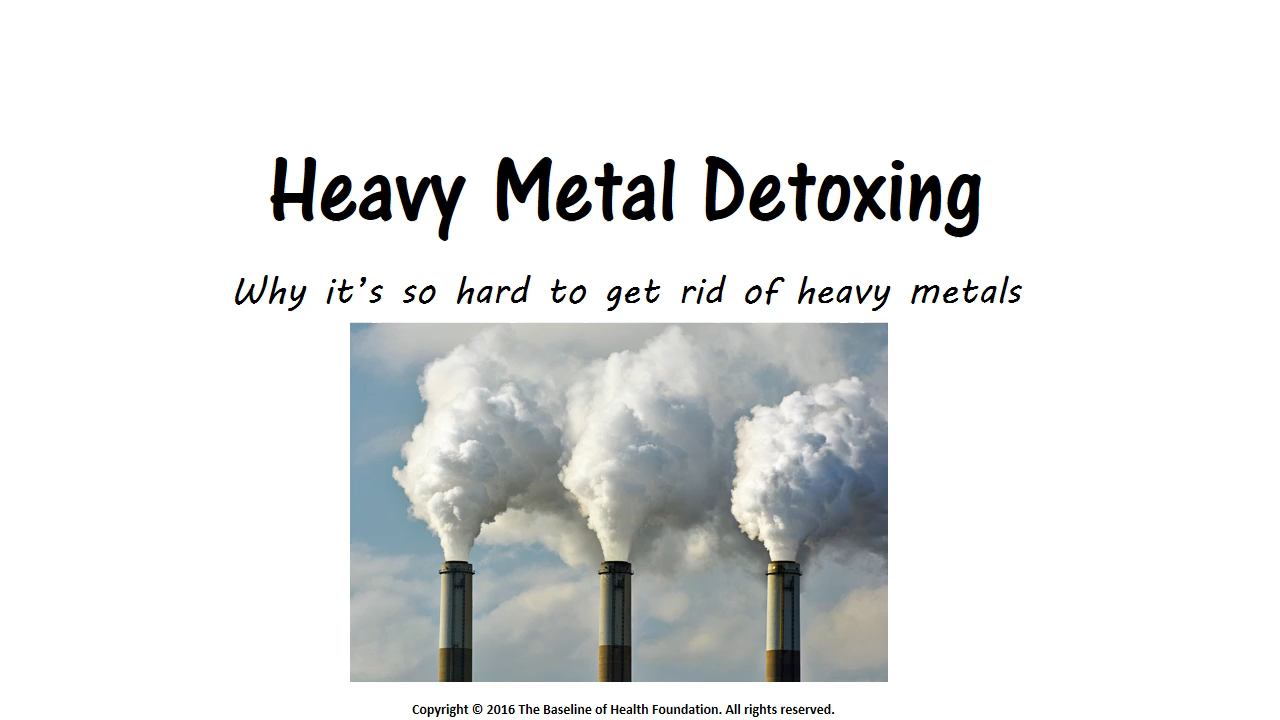 Heavy Metal Detoxing
Why it's so hard to get rid of heavy metals
Copyright © 2016 The Baseline of Health Foundation. All rights reserved.